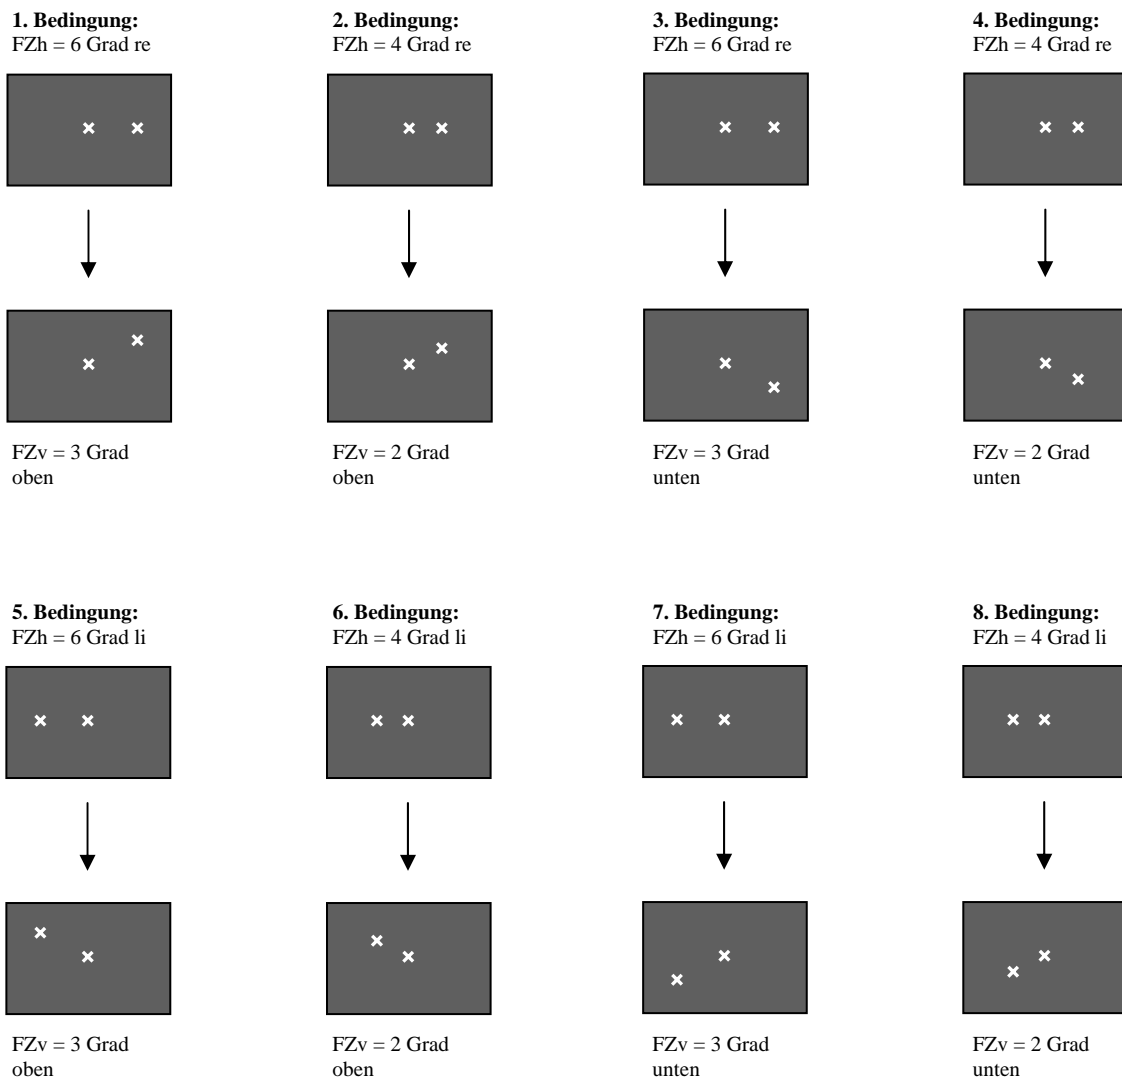 1. Bedingung:
FZh = 6 Grad re
2. Bedingung:
FZh = 4 Grad re
3. Bedingung:
FZh = 6 Grad re
4. Bedingung:
FZh = 4 Grad re
FZv = 3 Grad
oben
FZv = 2 Grad
oben
FZv = 3 Grad
unten
FZv = 2 Grad
unten
5. Bedingung:
FZh = 6 Grad li
6. Bedingung:
FZh = 4 Grad li
7. Bedingung:
FZh = 6 Grad li
8. Bedingung:
FZh = 4 Grad li
FZv = 3 Grad
oben
FZv = 2 Grad
oben
FZv = 3 Grad
unten
FZv = 2 Grad
unten